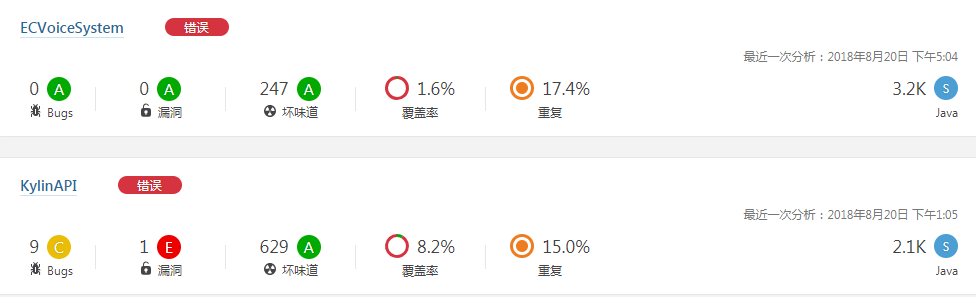 ECVoiceSystem 错误
最近一次分析：2018年8月20日 下午5:04
0 A 0 A 247 A 1.6% 17.4% 3.2K S
Bugs 漏洞 坏味道 覆盖率 重复 Java
KylinAPI 错误
最近一次分析：2018年8月20日 下午1:05
9 C 1 E 629 A 8.2% 15.0% 2.1K S
Bugs 漏洞 坏味道 覆盖率 重复 Java